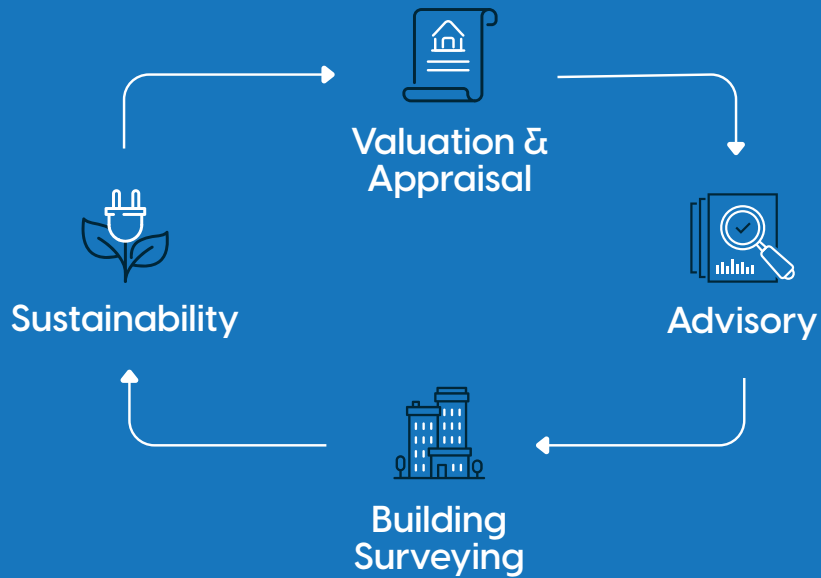 Valuation &
Appraisal
Sustainability
Advisory
Building
Surveying